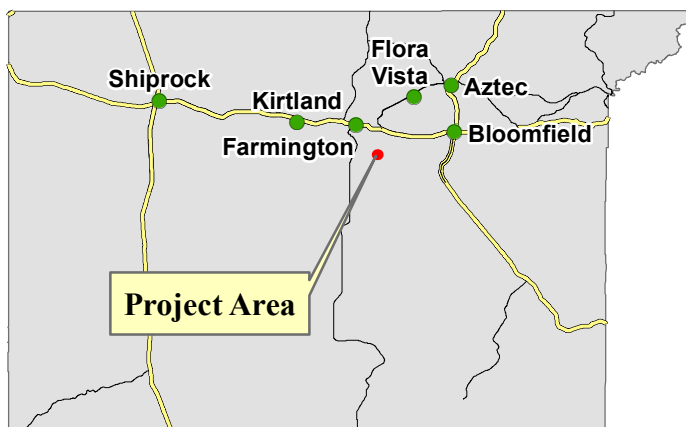 Flora
Vista
Shiprock
Aztec
Kirtland
Farmington
Bloomfield
Project Area